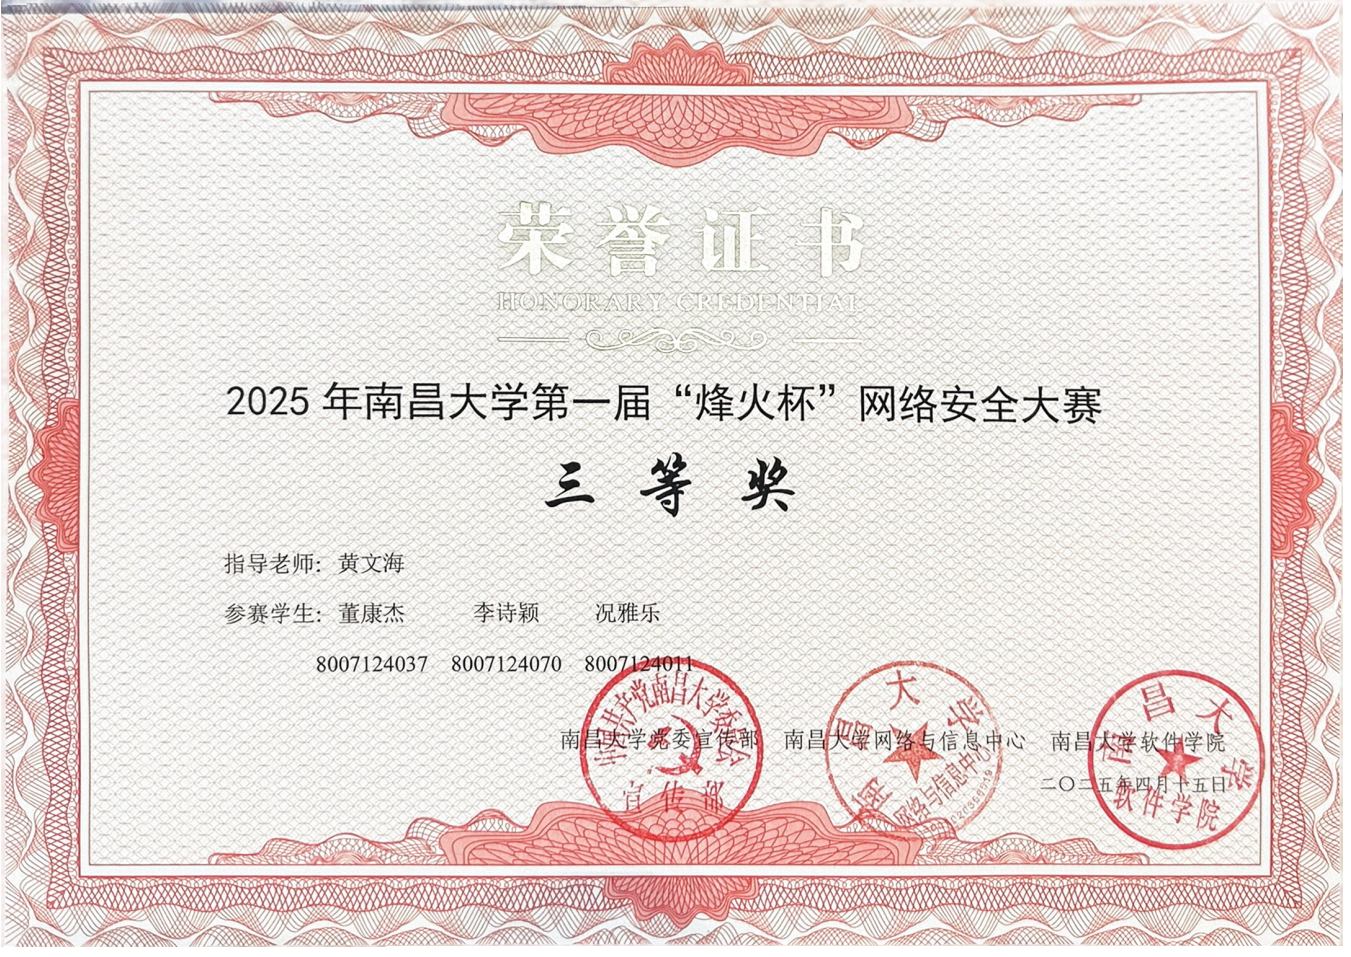 荣誉证书
HONORARY CREDENTIAL
2025 年南昌大学第一届“烽火杯”网络安全大赛
三等奖
指导老师: 黄文海
参赛学生: 董康杰 李诗颖 况雅乐
8007124037 8007124070 8007124011
南昌大学党委宣传部 南昌大学网络与信息中心 南昌大学软件学院
二〇二五年四月十五日
中国共产党南昌大学委员会
宣传部
南昌大学
网络与信息中心
南昌大学
软件学院